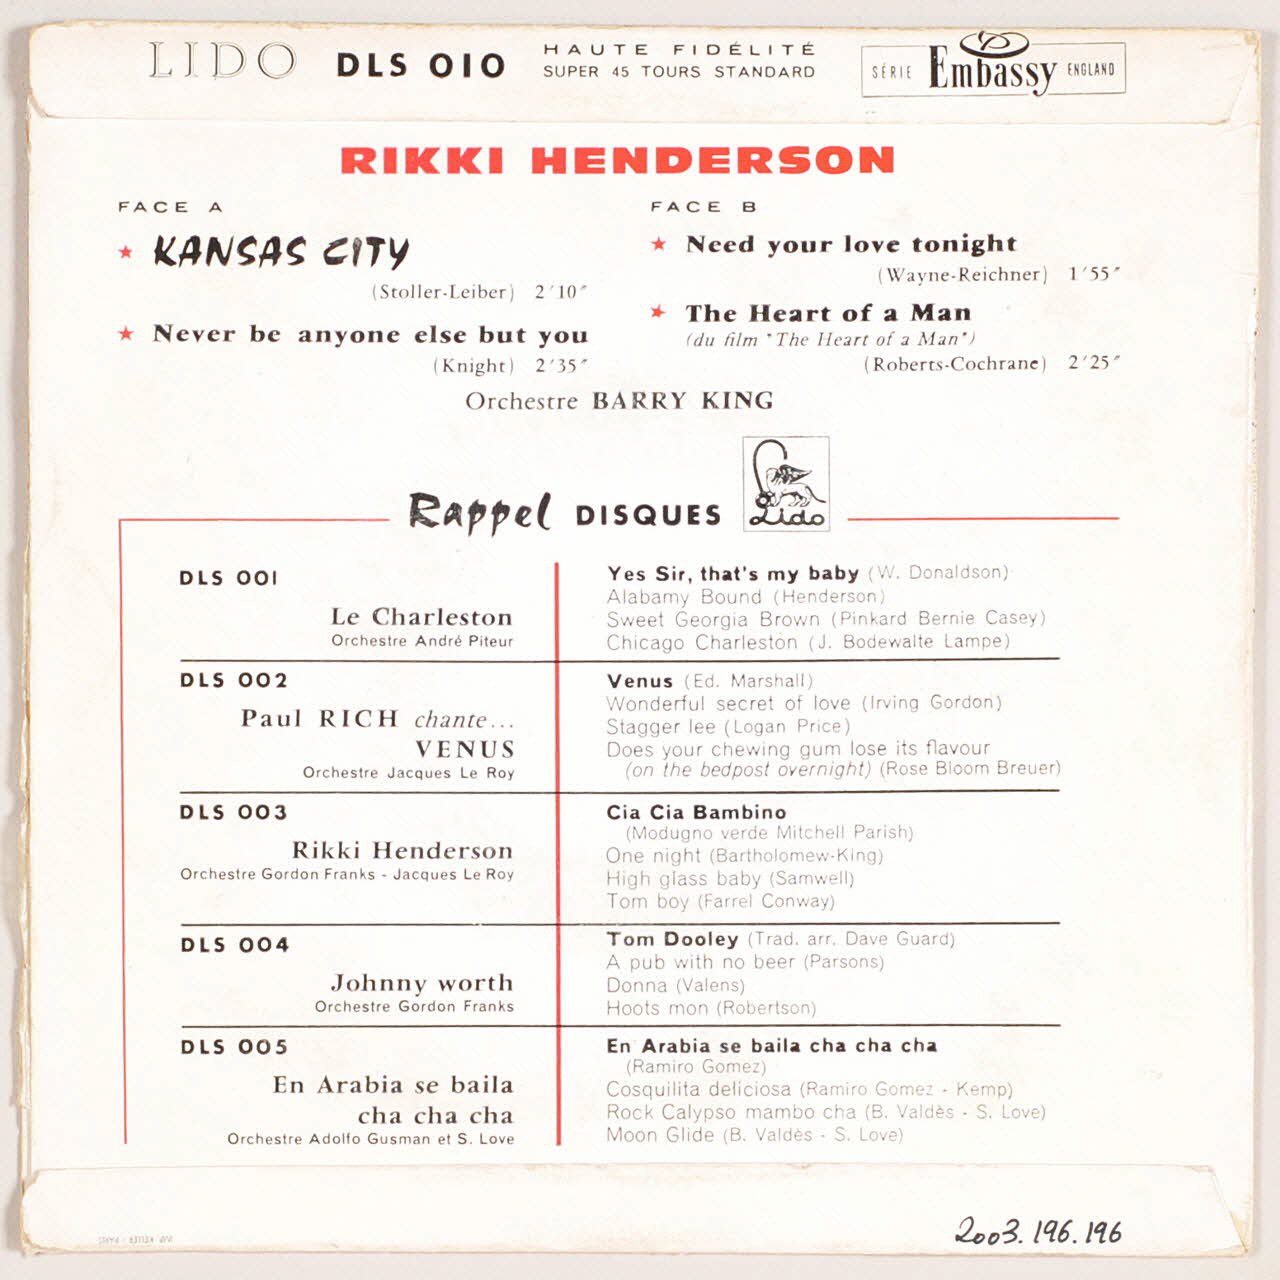 LIDO DLS 010 HAUTE FIDÉLITÉ
SUPER 45 TOURS STANDARD
SÉRIE Embassy ENGLAND
RIKKI HENDERSON
FACE A
★ KANSAS CITY
(Stoller-Leiber) 2'10"
★ Never be anyone else but you
(Knight) 2'35"
FACE B
★ Need your love tonight
(Wayne-Reichner) 1'55"
★ The Heart of a Man
(du film "The Heart of a Man")
(Roberts-Cochrane) 2'25"
Orchestre BARRY KING
Rappel DISQUES Lido
DLS 001
Le Charleston
Orchestre André Piteur
Yes Sir, that's my baby (W. Donaldson)
Alabamy Bound (Henderson)
Sweet Georgia Brown (Pinkard Bernie Casey)
Chicago Charleston (J. Bodewalte Lampe)
DLS 002
Paul RICH chante...
VENUS
Orchestre Jacques Le Roy
Venus (Ed. Marshall)
Wonderful secret of love (Irving Gordon)
Stagger lee (Logan Price)
Does your chewing gum lose its flavour
(on the bedpost overnight) (Rose Bloom Breuer)
DLS 003
Rikki Henderson
Orchestre Gordon Franks - Jacques Le Roy
Cia Cia Bambino
(Modugno verde Mitchell Parish)
One night (Bartholomew-King)
High glass baby (Samwell)
Tom boy (Farrel Conway)
DLS 004
Johnny worth
Orchestre Gordon Franks
Tom Dooley (Trad. arr. Dave Guard)
A pub with no beer (Parsons)
Donna (Valens)
Hoots mon (Robertson)
DLS 005
En Arabia se baila
cha cha cha
Orchestre Adolfo Gusman et S. Love
En Arabia se baila cha cha cha
(Ramiro Gomez)
Cosquilita deliciosa (Ramiro Gomez - Kemp)
Rock Calypso mambo cha (B. Valdès - S. Love)
Moon Glide (B. Valdès - S. Love)
IMP. KELLER - PARIS
2003.196.196